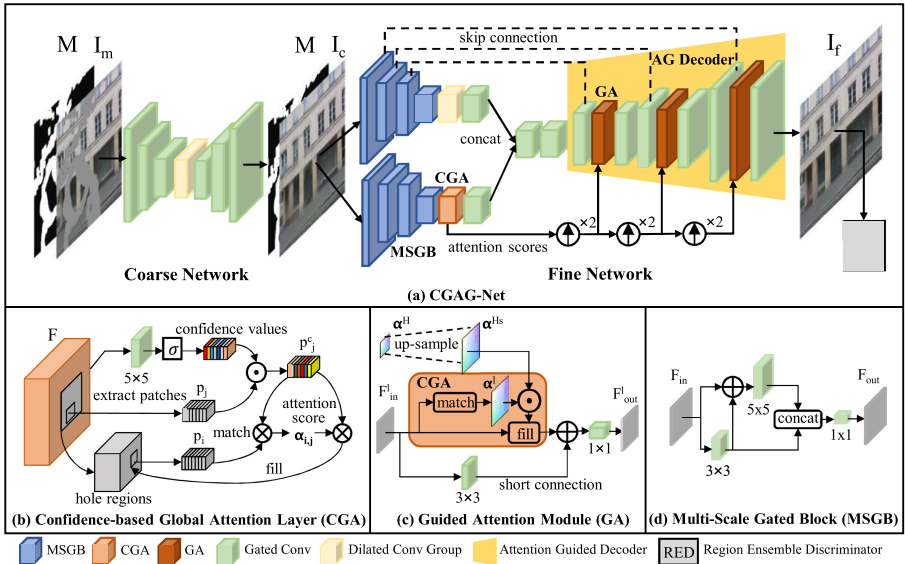 M I_m
M I_c
skip connection
AG Decoder
I_f
GA
concat
CGA
×2
×2
×2
MSGB
attention scores
Coarse Network
Fine Network
(a) CGAG-Net
F
confidence values
σ
p^c_j
5×5
extract patches
p_j
attention
score
match
α_i,j
p_i
fill
hole regions
(b) Confidence-based Global Attention Layer (CGA)
α^H
α^Hs
up-sample
CGA
α^l
F^l_in
match
F^l_out
fill
1×1
3×3
short connection
(c) Guided Attention Module (GA)
F_in
F_out
5x5
concat
1x1
3×3
(d) Multi-Scale Gated Block (MSGB)
MSGB
CGA
GA
Gated Conv
Dilated Conv Group
Attention Guided
Decoder
RED
Region Ensemble Discriminator